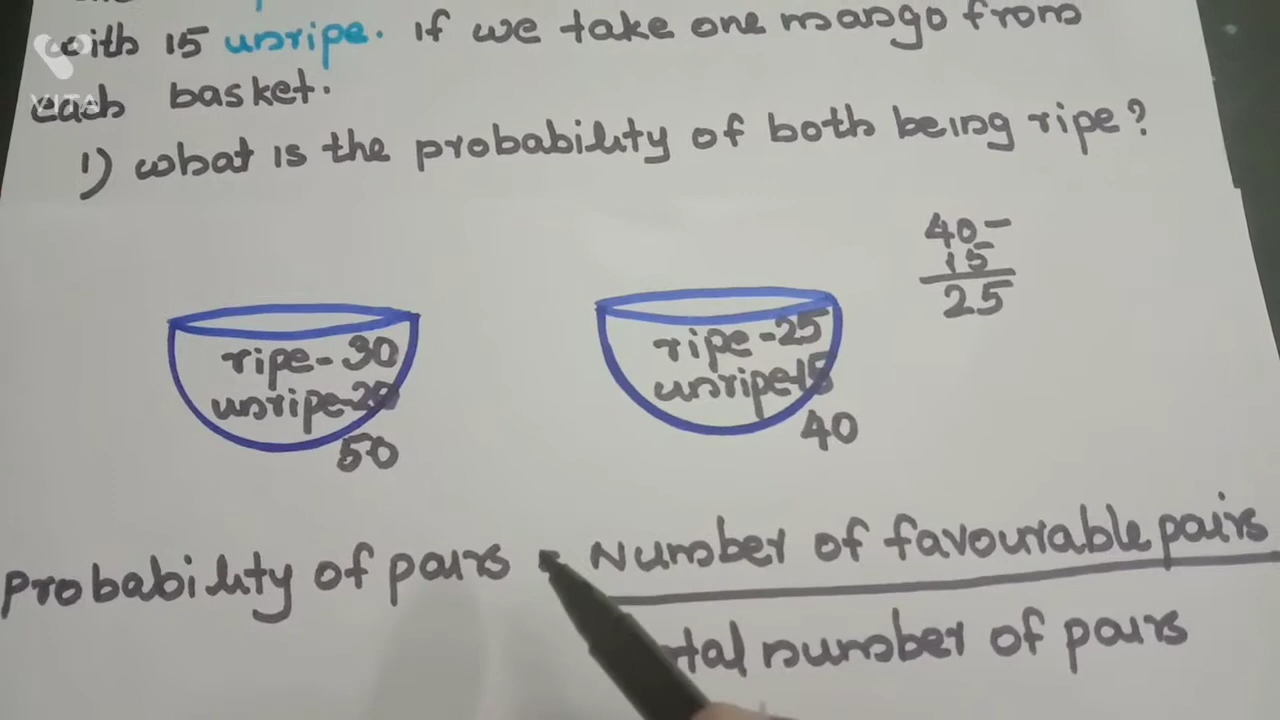 with 15 unripe. If we take one mango from
each basket.
1) What is the probability of both being ripe?
40-
15
25
ripe-30
unripe-20
50
ripe-25
unripe-15
40
Probability of pairs
Number of favourable pairs
number of pairs
VITA